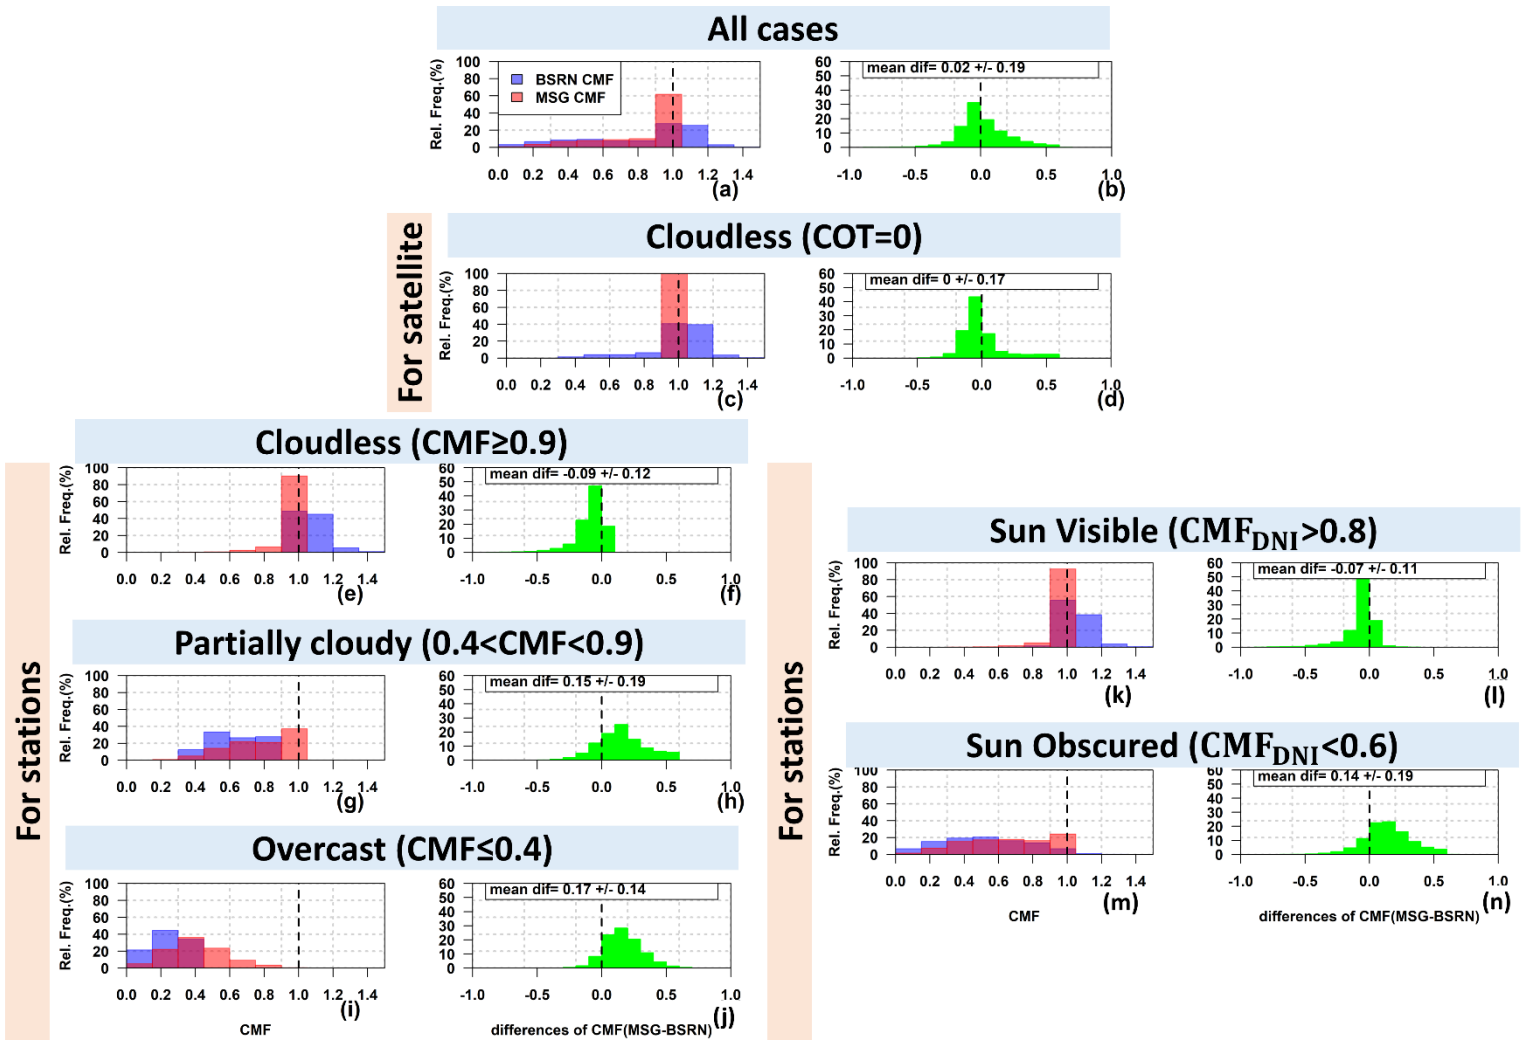 All cases
Rel. Freq.(%)
100
80
60
40
20
0
BSRN CMF
MSG CMF
0.0 0.2 0.4 0.6 0.8 1.0 1.2 1.4
(a)
60
50
40
30
20
10
0
mean dif= 0.02 +/- 0.19
-1.0 -0.5 0.0 0.5 1.0
(b)
For satellite
Cloudless (COT=0)
Rel. Freq.(%)
100
80
60
40
20
0
0.0 0.2 0.4 0.6 0.8 1.0 1.2 1.4
(c)
60
50
40
30
20
10
0
mean dif= 0 +/- 0.17
-1.0 -0.5 0.0 0.5 1.0
(d)
For stations
Cloudless (CMF≥0.9)
Rel. Freq.(%)
100
80
60
40
20
0
0.0 0.2 0.4 0.6 0.8 1.0 1.2 1.4
(e)
60
50
40
30
20
10
0
mean dif= -0.09 +/- 0.12
-1.0 -0.5 0.0 0.5 1.0
(f)
Partially cloudy (0.4<CMF<0.9)
Rel. Freq.(%)
100
80
60
40
20
0
0.0 0.2 0.4 0.6 0.8 1.0 1.2 1.4
(g)
60
50
40
30
20
10
0
mean dif= 0.15 +/- 0.19
-1.0 -0.5 0.0 0.5 1.0
(h)
Overcast (CMF≤0.4)
Rel. Freq.(%)
100
80
60
40
20
0
0.0 0.2 0.4 0.6 0.8 1.0 1.2 1.4
(i)
CMF
60
50
40
30
20
10
0
mean dif= 0.17 +/- 0.14
-1.0 -0.5 0.0 0.5 1.0
(j)
differences of CMF(MSG-BSRN)
For stations
Sun Visible (CMF_DNI>0.8)
Rel. Freq.(%)
100
80
60
40
20
0
0.0 0.2 0.4 0.6 0.8 1.0 1.2 1.4
(k)
60
50
40
30
20
10
0
mean dif= -0.07 +/- 0.11
-1.0 -0.5 0.0 0.5 1.0
(l)
Sun Obscured (CMF_DNI<0.6)
Rel. Freq.(%)
100
80
60
40
20
0
0.0 0.2 0.4 0.6 0.8 1.0 1.2 1.4
(m)
CMF
60
50
40
30
20
10
0
mean dif= 0.14 +/- 0.19
-1.0 -0.5 0.0 0.5 1.0
(n)
differences of CMF(MSG-BSRN)